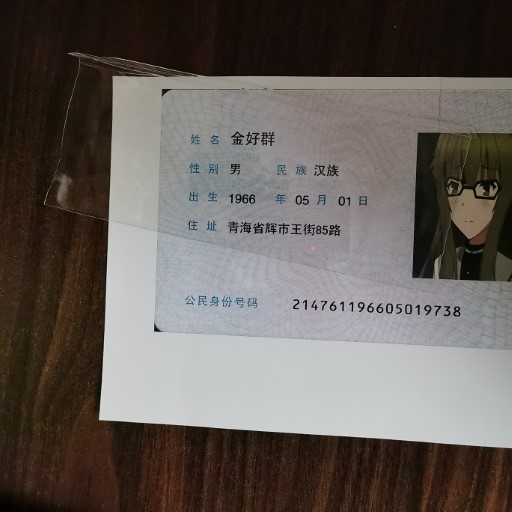 姓名 金好群
性别 男 民族 汉族
出生 1966 年 05 月 01 日
住址 青海省辉市王街85路
公民身份号码 214761196605019738